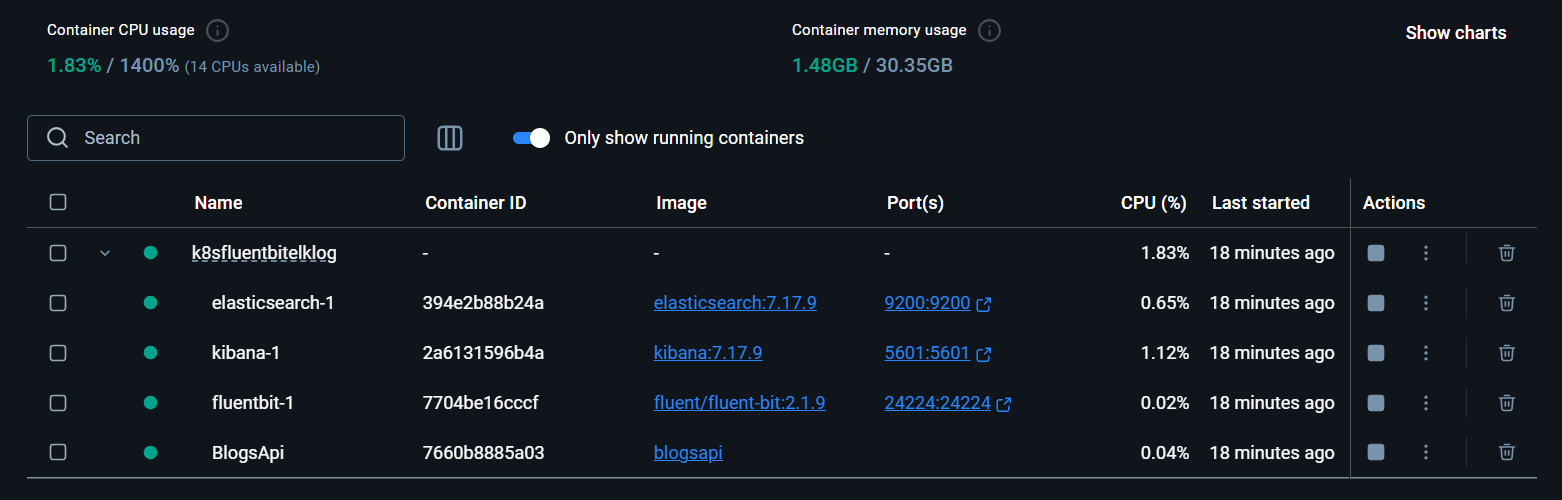 Container CPU usage
1.83% / 1400% (14 CPUs available)
Container memory usage
1.48GB / 30.35GB
Show charts
Search
Only show running containers
Name Container ID Image Port(s) CPU (%) Last started Actions
k8sfluentbitelklog - - - 1.83% 18 minutes ago
elasticsearch-1 394e2b88b24a elasticsearch:7.17.9 9200:9200 0.65% 18 minutes ago
kibana-1 2a6131596b4a kibana:7.17.9 5601:5601 1.12% 18 minutes ago
fluentbit-1 7704be16cccf fluent/fluent-bit:2.1.9 24224:24224 0.02% 18 minutes ago
BlogsApi 7660b8885a03 blogsapi 0.04% 18 minutes ago